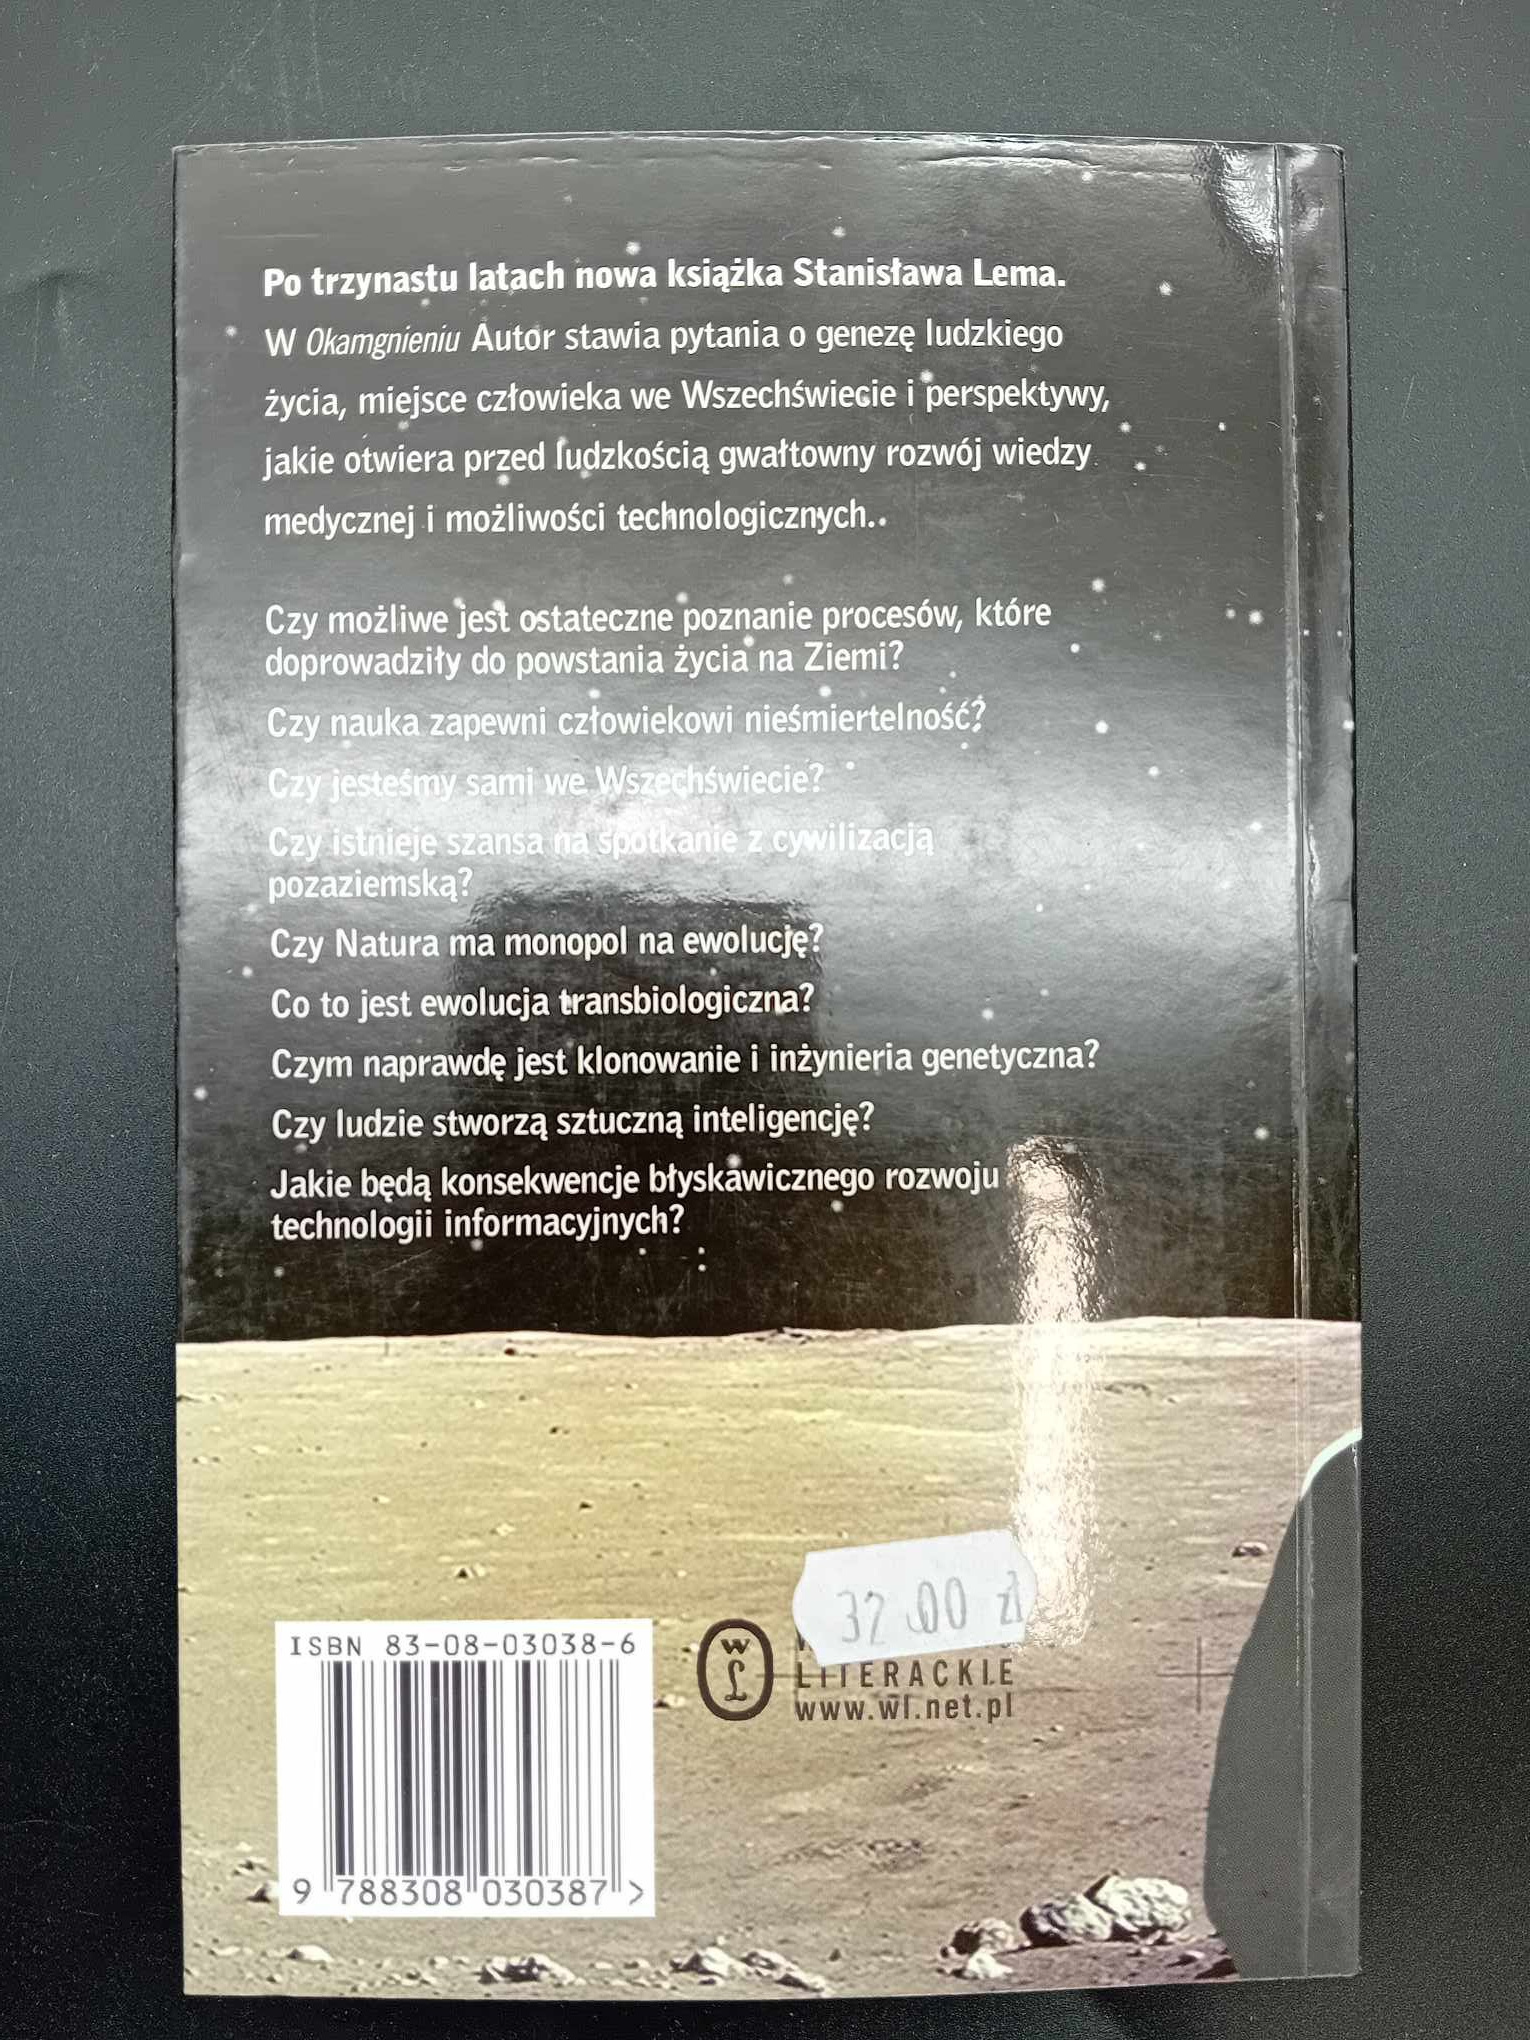 Po trzynastu latach nowa książka Stanisława Lema.
W Okamgnieniu Autor stawia pytania o genezę ludzkiego
życia, miejsce człowieka we Wszechświecie i perspektywy,
jakie otwiera przed ludzkością gwałtowny rozwój wiedzy
medycznej i możliwości technologicznych.
Czy możliwe jest ostateczne poznanie procesów, które
doprowadziły do powstania życia na Ziemi?
Czy nauka zapewni człowiekowi nieśmiertelność?
Czy jesteśmy sami we Wszechświecie?
Czy istnieje szansa na spotkanie z cywilizacją
pozaziemską?
Czy Natura ma monopol na ewolucję?
Co to jest ewolucja transbiologiczna?
Czym naprawdę jest klonowanie i inżynieria genetyczna?
Czy ludzie stworzą sztuczną inteligencję?
Jakie będą konsekwencje błyskawicznego rozwoju
technologii informacyjnych?
32.00 zł
ISBN 83-08-03038-6
9 788308 030387 >
WL
LITERACKIE
www.wl.net.pl